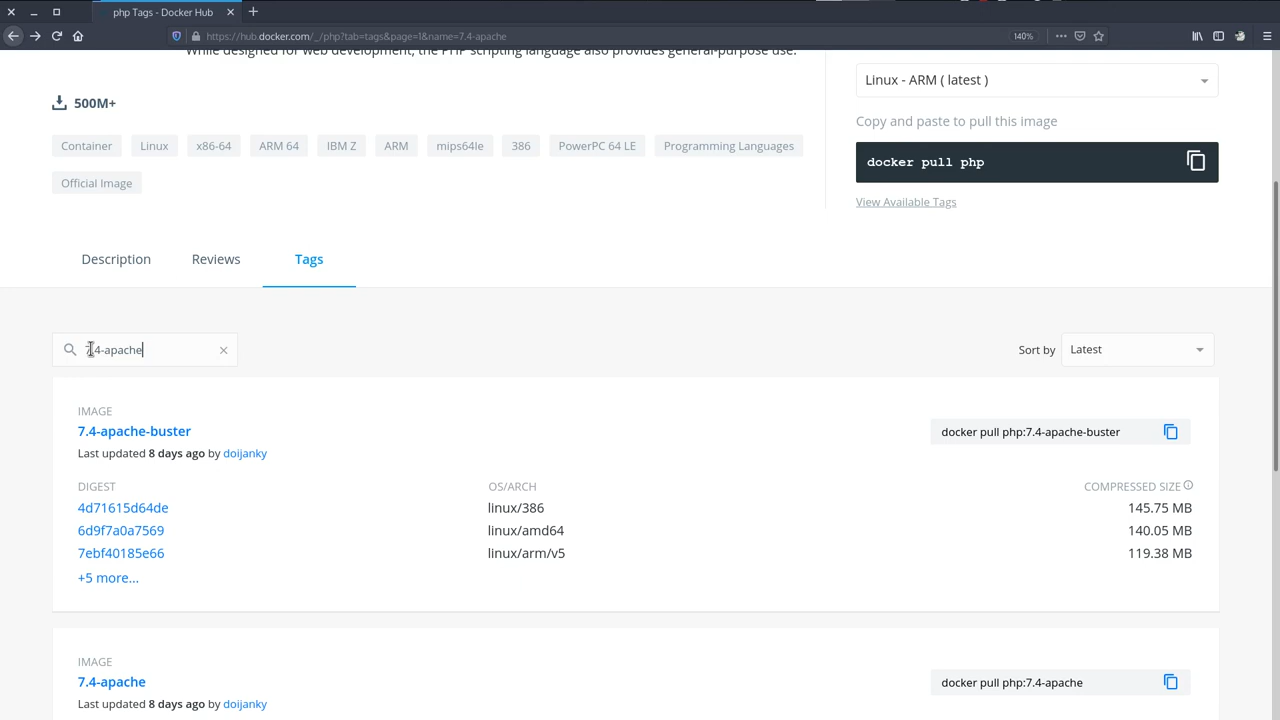 php Tags - Docker Hub
https://hub.docker.com/_/php?tab=tags&page=1&name=7.4-apache
140%
While designed for web development, the PHP scripting language also provides general-purpose use.
500M+
Container Linux x86-64 ARM 64 IBM Z ARM mips64le 386 PowerPC 64 LE Programming Languages
Official Image
Linux - ARM ( latest )
Copy and paste to pull this image
docker pull php
View Available Tags
Description Reviews Tags
7.4-apache
Sort by Latest
IMAGE
7.4-apache-buster
docker pull php:7.4-apache-buster
Last updated 8 days ago by doijanky
DIGEST OS/ARCH COMPRESSED SIZE
4d71615d64de linux/386 145.75 MB
6d9f7a0a7569 linux/amd64 140.05 MB
7ebf40185e66 linux/arm/v5 119.38 MB
+5 more...
IMAGE
7.4-apache
docker pull php:7.4-apache
Last updated 8 days ago by doijanky